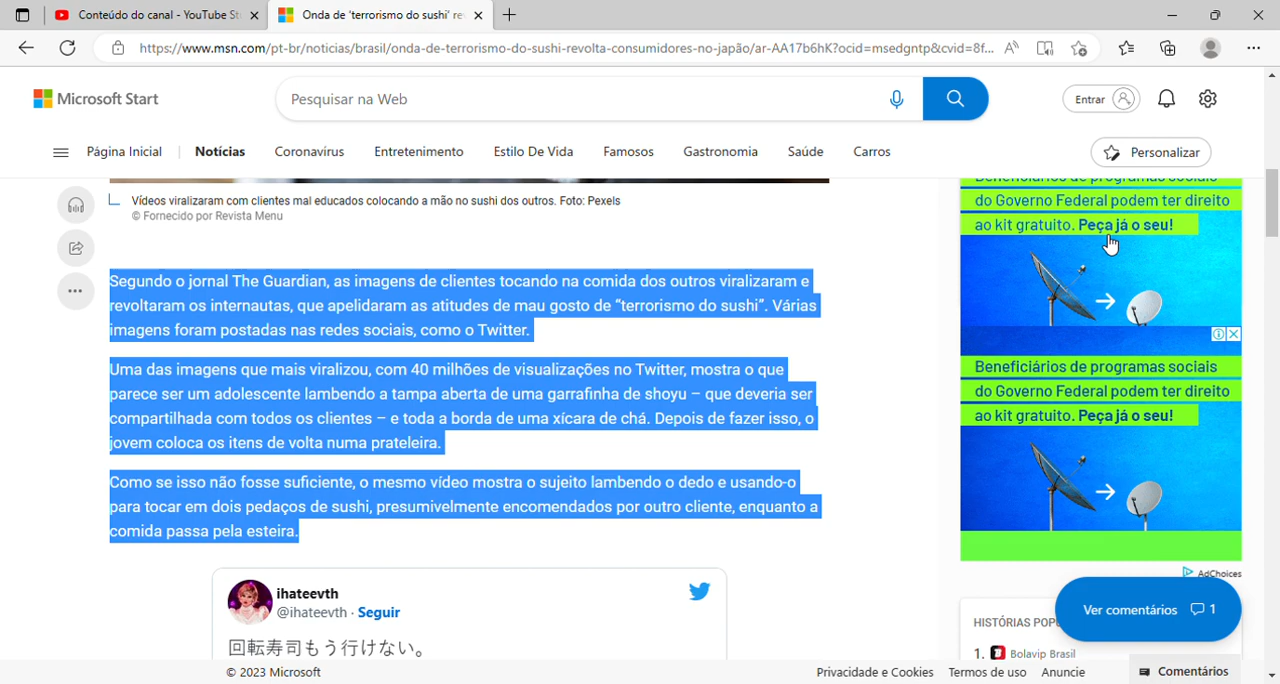 Conteúdo do canal - YouTube St
Onda de 'terrorismo do sushi' re
https://www.msn.com/pt-br/noticias/brasil/onda-de-terrorismo-do-sushi-revolta-consumidores-no-japão/ar-AA17b6hK?ocid=msedgntp&cvid=8f...
Microsoft Start
Pesquisar na Web
Entrar
Página Inicial
Notícias
Coronavírus
Entretenimento
Estilo De Vida
Famosos
Gastronomia
Saúde
Carros
Personalizar
Vídeos viralizaram com clientes mal educados colocando a mão no sushi dos outros. Foto: Pexels
© Fornecido por Revista Menu
Segundo o jornal The Guardian, as imagens de clientes tocando na comida dos outros viralizaram e
revoltaram os internautas, que apelidaram as atitudes de mau gosto de “terrorismo do sushi”. Várias
imagens foram postadas nas redes sociais, como o Twitter.
Uma das imagens que mais viralizou, com 40 milhões de visualizações no Twitter, mostra o que
parece ser um adolescente lambendo a tampa aberta de uma garrafinha de shoyu – que deveria ser
compartilhada com todos os clientes – e toda a borda de uma xícara de chá. Depois de fazer isso, o
jovem coloca os itens de volta numa prateleira.
Como se isso não fosse suficiente, o mesmo vídeo mostra o sujeito lambendo o dedo e usando-o
para tocar em dois pedaços de sushi, presumivelmente encomendados por outro cliente, enquanto a
comida passa pela esteira.
ihateevth
@ihateevth · Seguir
回転寿司もう行けない。
Beneficiários de programas sociais
do Governo Federal podem ter direito
ao kit gratuito. Peça já o seu!
Beneficiários de programas sociais
do Governo Federal podem ter direito
ao kit gratuito. Peça já o seu!
AdChoices
Ver comentários 1
HISTÓRIAS POPU
1. Bolavip Brasil
© 2023 Microsoft
Privacidade e Cookies
Termos de uso
Anuncie
Comentários